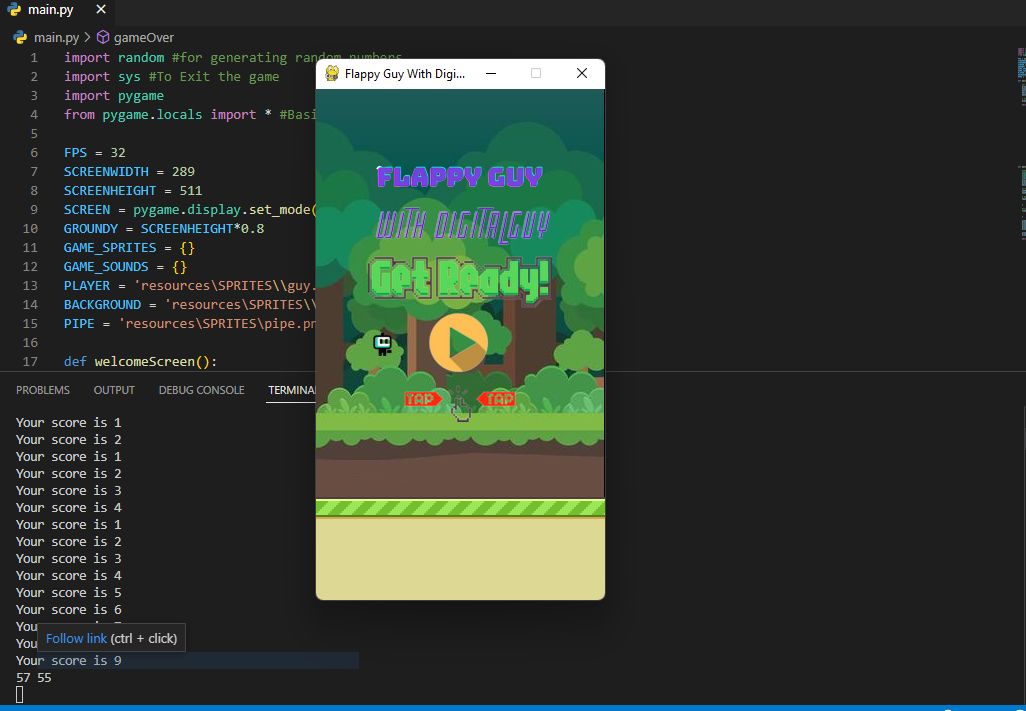 main.py
main.py > gameOver
1 import random #for generating random numbers
2 import sys #To Exit the game
3 import pygame
4 from pygame.locals import * #Basi
5
6 FPS = 32
7 SCREENWIDTH = 289
8 SCREENHEIGHT = 511
9 SCREEN = pygame.display.set_mode(
10 GROUNDY = SCREENHEIGHT*0.8
11 GAME_SPRITES = {}
12 GAME_SOUNDS = {}
13 PLAYER = 'resources\SPRITES\\guy.
14 BACKGROUND = 'resources\SPRITES\\
15 PIPE = 'resources\SPRITES\pipe.pn
16
17 def welcomeScreen():
Flappy Guy With Digi...
FLAPPY GUY
WITH DIGITALGUY
Get Ready!
TAP TAP
PROBLEMS OUTPUT DEBUG CONSOLE TERMINA
Your score is 1
Your score is 2
Your score is 1
Your score is 2
Your score is 3
Your score is 4
Your score is 1
Your score is 2
Your score is 3
Your score is 4
Your score is 5
Your score is 6
You
You
Follow link (ctrl + click)
Your score is 9
57 55